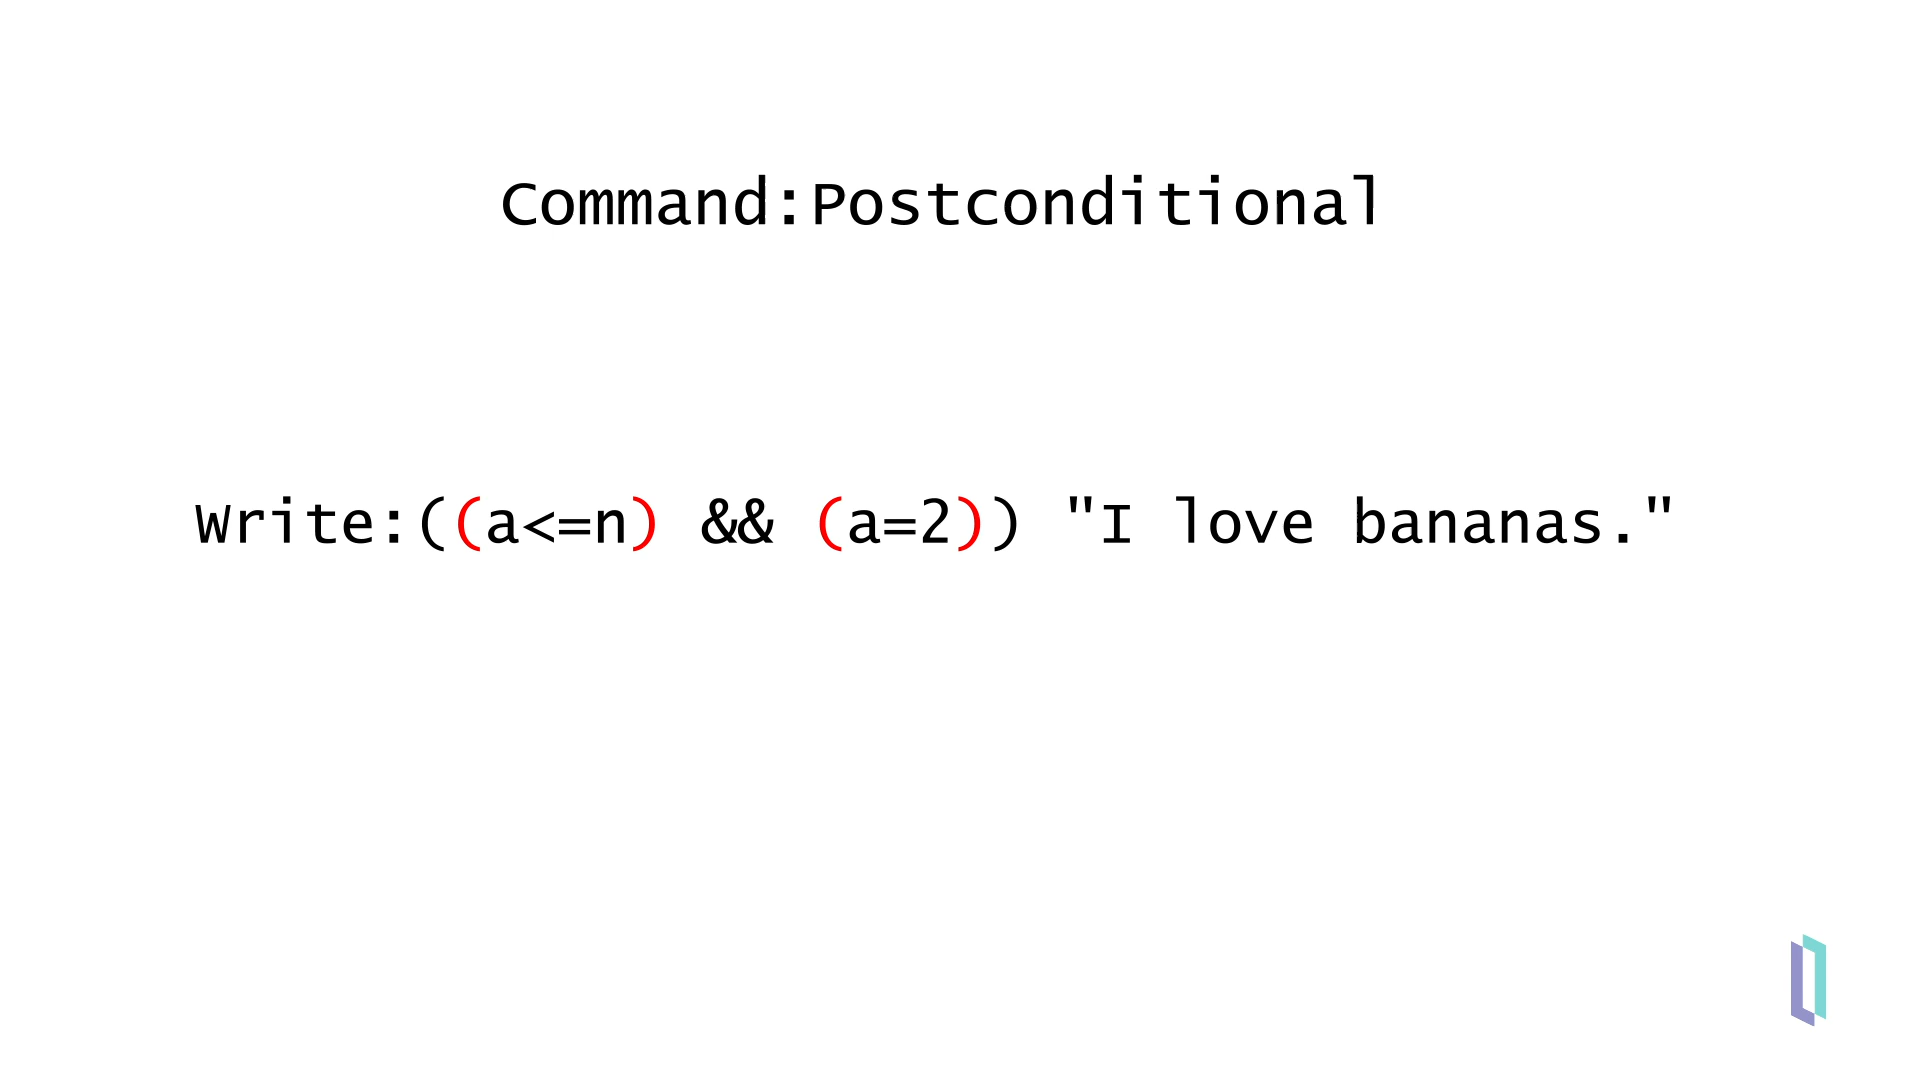 Command:Postconditional
Write:((a<=n) && (a=2)) "I love bananas."